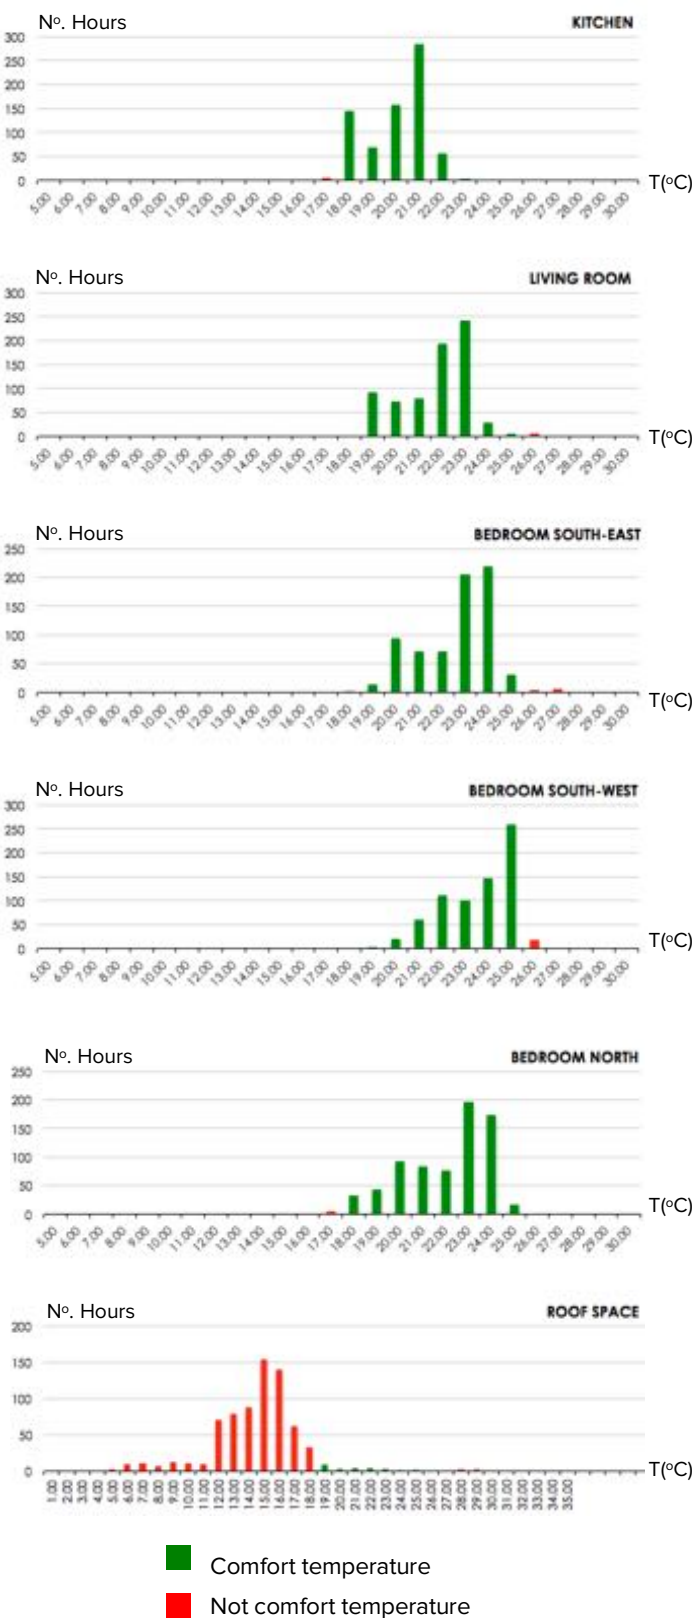 Nº. Hours KITCHEN
300
250
200
150
100
50
0
T(ºC)
5.00 6.00 7.00 8.00 9.00 10.00 11.00 12.00 13.00 14.00 15.00 16.00 17.00 18.00 19.00 20.00 21.00 22.00 23.00 24.00 25.00 26.00 27.00 28.00 29.00 30.00
Nº. Hours LIVING ROOM
300
250
200
150
100
50
0
T(ºC)
5.00 6.00 7.00 8.00 9.00 10.00 11.00 12.00 13.00 14.00 15.00 16.00 17.00 18.00 19.00 20.00 21.00 22.00 23.00 24.00 25.00 26.00 27.00 28.00 29.00 30.00
Nº. Hours BEDROOM SOUTH-EAST
250
200
150
100
50
0
T(ºC)
5.00 6.00 7.00 8.00 9.00 10.00 11.00 12.00 13.00 14.00 15.00 16.00 17.00 18.00 19.00 20.00 21.00 22.00 23.00 24.00 25.00 26.00 27.00 28.00 29.00 30.00
Nº. Hours BEDROOM SOUTH-WEST
300
250
200
150
100
50
0
T(ºC)
5.00 6.00 7.00 8.00 9.00 10.00 11.00 12.00 13.00 14.00 15.00 16.00 17.00 18.00 19.00 20.00 21.00 22.00 23.00 24.00 25.00 26.00 27.00 28.00 29.00 30.00
Nº. Hours BEDROOM NORTH
250
200
150
100
50
0
T(ºC)
5.00 6.00 7.00 8.00 9.00 10.00 11.00 12.00 13.00 14.00 15.00 16.00 17.00 18.00 19.00 20.00 21.00 22.00 23.00 24.00 25.00 26.00 27.00 28.00 29.00 30.00
Nº. Hours ROOF SPACE
200
150
100
50
0
T(ºC)
1.00 2.00 3.00 4.00 5.00 6.00 7.00 8.00 9.00 10.00 11.00 12.00 13.00 14.00 15.00 16.00 17.00 18.00 19.00 20.00 21.00 22.00 23.00 24.00 25.00 26.00 27.00 28.00 29.00 30.00 31.00 32.00 33.00 34.00 35.00
Comfort temperature
Not comfort temperature